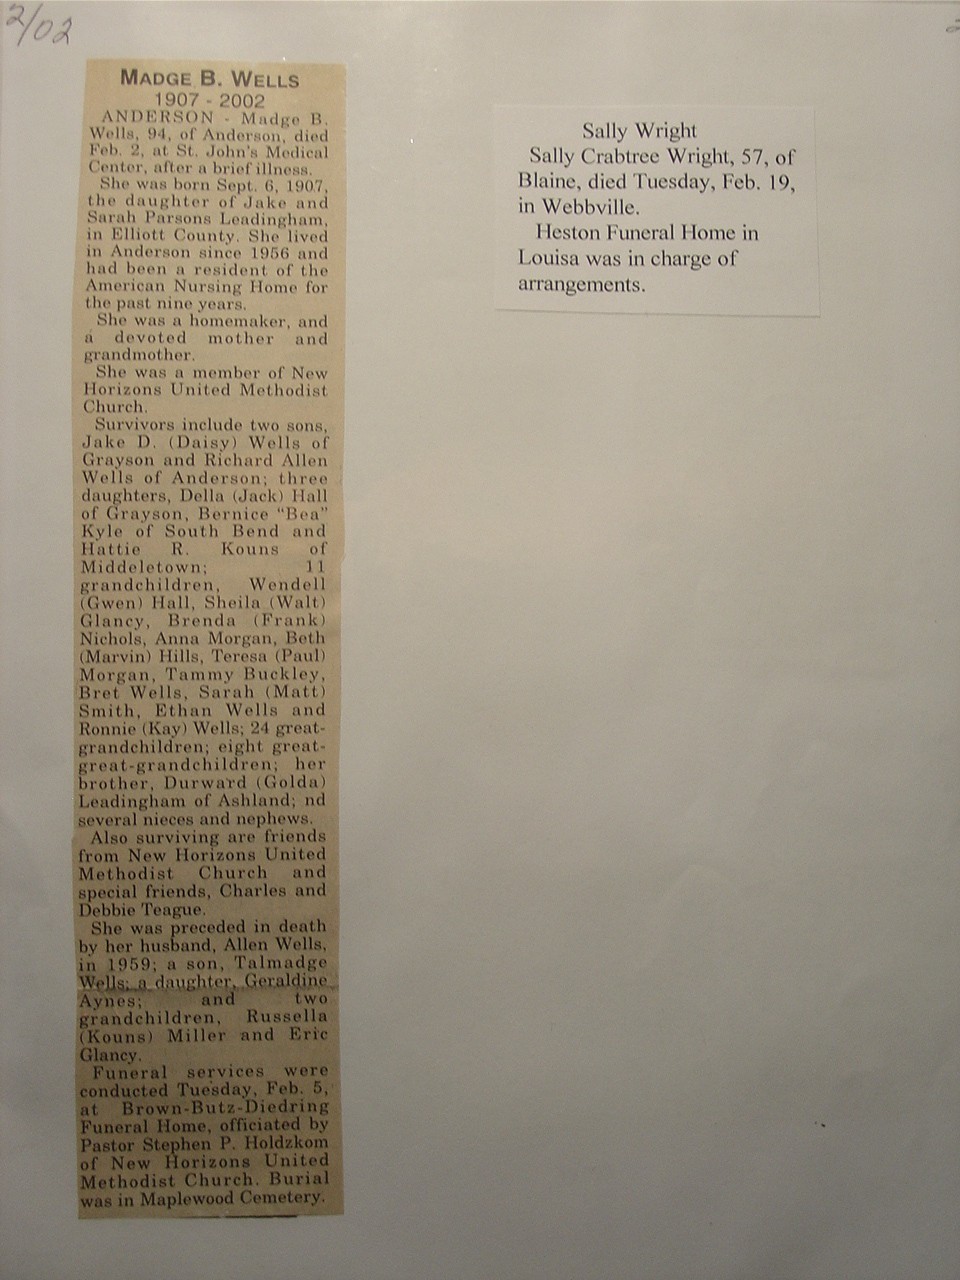 2/02
MADGE B. WELLS
1907 - 2002
ANDERSON - Madge B.
Wells, 94, of Anderson, died
Feb. 2, at St. John's Medical
Center, after a brief illness.
She was born Sept. 6, 1907,
the daughter of Jake and
Sarah Parsons Leadingham,
in Elliott County. She lived
in Anderson since 1956 and
had been a resident of the
American Nursing Home for
the past nine years.
She was a homemaker, and
a devoted mother and
grandmother.
She was a member of New
Horizons United Methodist
Church.
Survivors include two sons,
Jake D. (Daisy) Wells of
Grayson and Richard Allen
Wells of Anderson; three
daughters, Della (Jack) Hall
of Grayson, Bernice "Bea"
Kyle of South Bend and
Hattie R. Kouns of
Middeletown; 11
grandchildren, Wendell
(Gwen) Hall, Sheila (Walt)
Glancy, Brenda (Frank)
Nichols, Anna Morgan, Beth
(Marvin) Hills, Teresa (Paul)
Morgan, Tammy Buckley,
Bret Wells, Sarah (Matt)
Smith, Ethan Wells and
Ronnie (Kay) Wells; 24 great-
grandchildren; eight great-
great-grandchildren; her
brother, Durward (Golda)
Leadingham of Ashland; nd
several nieces and nephews.
Also surviving are friends
from New Horizons United
Methodist Church and
special friends, Charles and
Debbie Teague.
She was preceded in death
by her husband, Allen Wells,
in 1959; a son, Talmadge
Wells; a daughter, Geraldine
Aynes; and two
grandchildren, Russella
(Kouns) Miller and Eric
Glancy.
Funeral services were
conducted Tuesday, Feb. 5,
at Brown-Butz-Diedring
Funeral Home, officiated by
Pastor Stephen P. Holdzkom
of New Horizons United
Methodist Church. Burial
was in Maplewood Cemetery.
Sally Wright
Sally Crabtree Wright, 57, of
Blaine, died Tuesday, Feb. 19,
in Webbville.
Heston Funeral Home in
Louisa was in charge of
arrangements.